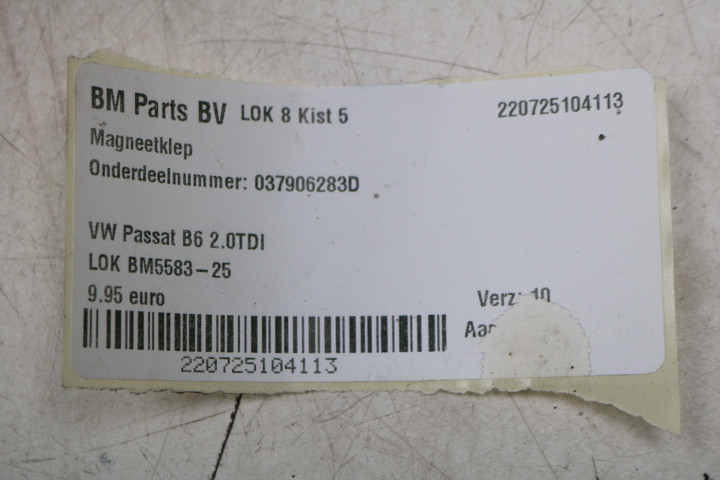 BM Parts BV LOK 8 Kist 5 220725104113
Magneetklep
Onderdeelnummer: 037906283D
VW Passat B6 2.0TDI
LOK BM5583-25
9.95 euro Verz: 10
220725104113